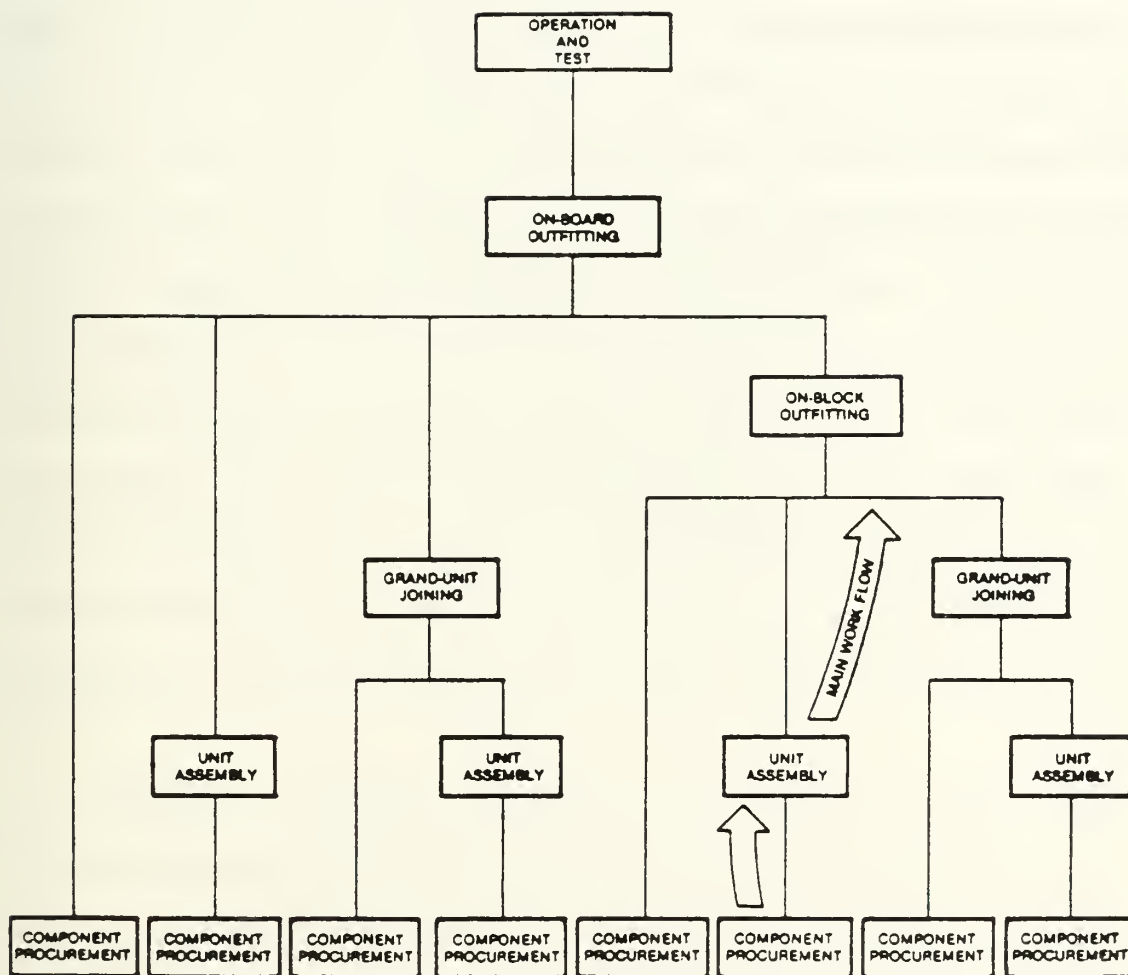 OPERATION
AND
TEST
ON-BOARD
OUTFITTING
ON-BLOCK
OUTFITTING
GRAND-UNIT
JOINING
MAIN WORK FLOW
GRAND-UNIT
JOINING
UNIT
ASSEMBLY
UNIT
ASSEMBLY
UNIT
ASSEMBLY
UNIT
ASSEMBLY
COMPONENT
PROCUREMENT
COMPONENT
PROCUREMENT
COMPONENT
PROCUREMENT
COMPONENT
PROCUREMENT
COMPONENT
PROCUREMENT
COMPONENT
PROCUREMENT
COMPONENT
PROCUREMENT
COMPONENT
PROCUREMENT